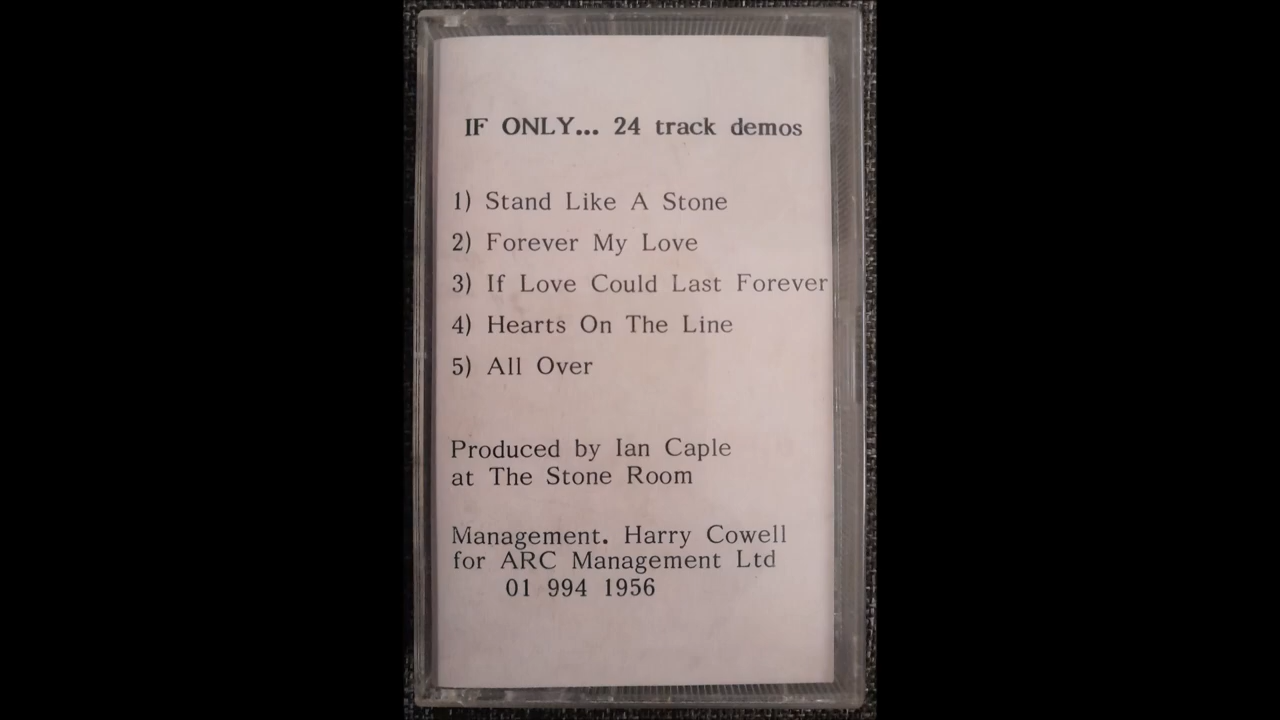 IF ONLY... 24 track demos
1) Stand Like A Stone
2) Forever My Love
3) If Love Could Last Forever
4) Hearts On The Line
5) All Over
Produced by Ian Caple
at The Stone Room
Management. Harry Cowell
for ARC Management Ltd
01 994 1956